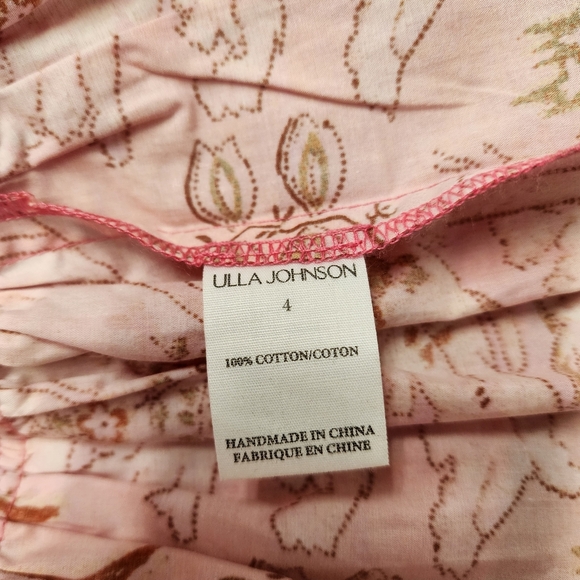 ULLA JOHNSON
4
100% COTTON/COTON
HANDMADE IN CHINA
FABRIQUE EN CHINE